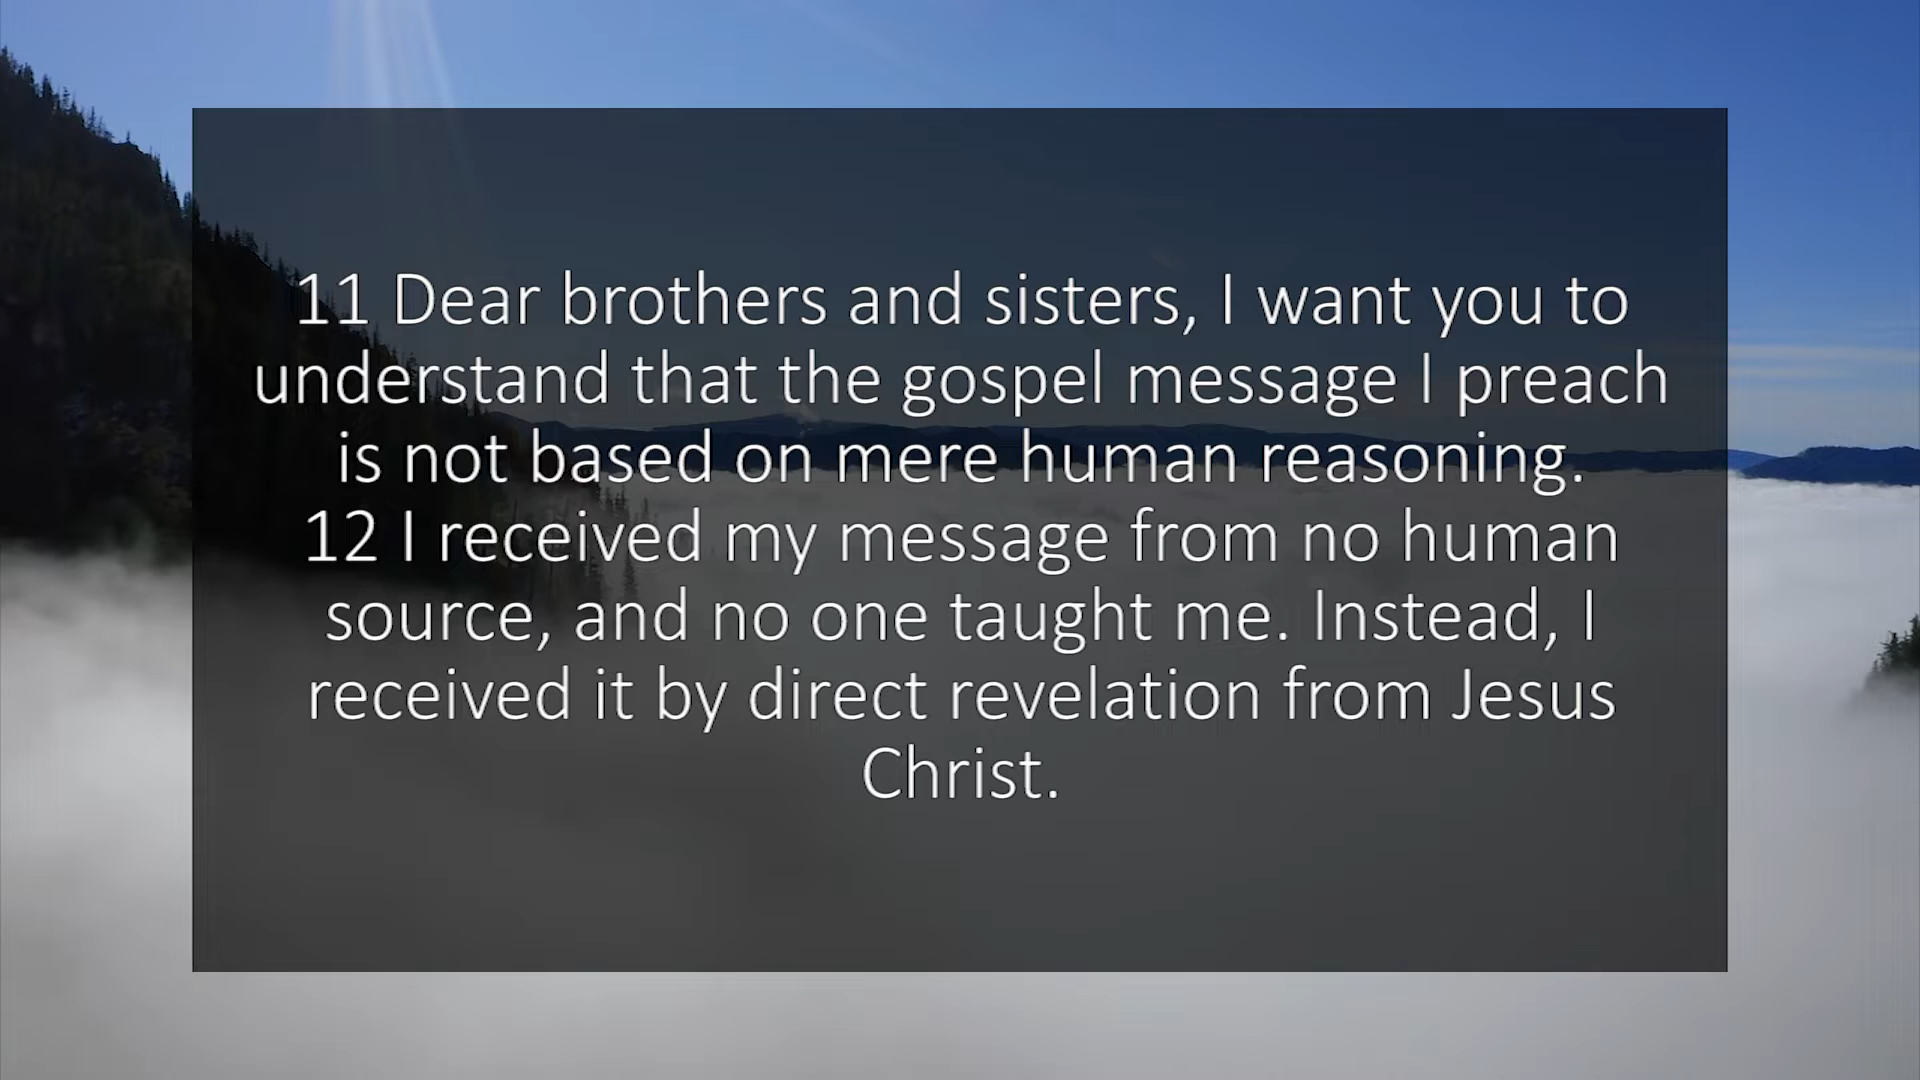 11 Dear brothers and sisters, I want you to
understand that the gospel message I preach
is not based on mere human reasoning.
12 I received my message from no human
source, and no one taught me. Instead, I
received it by direct revelation from Jesus
Christ.